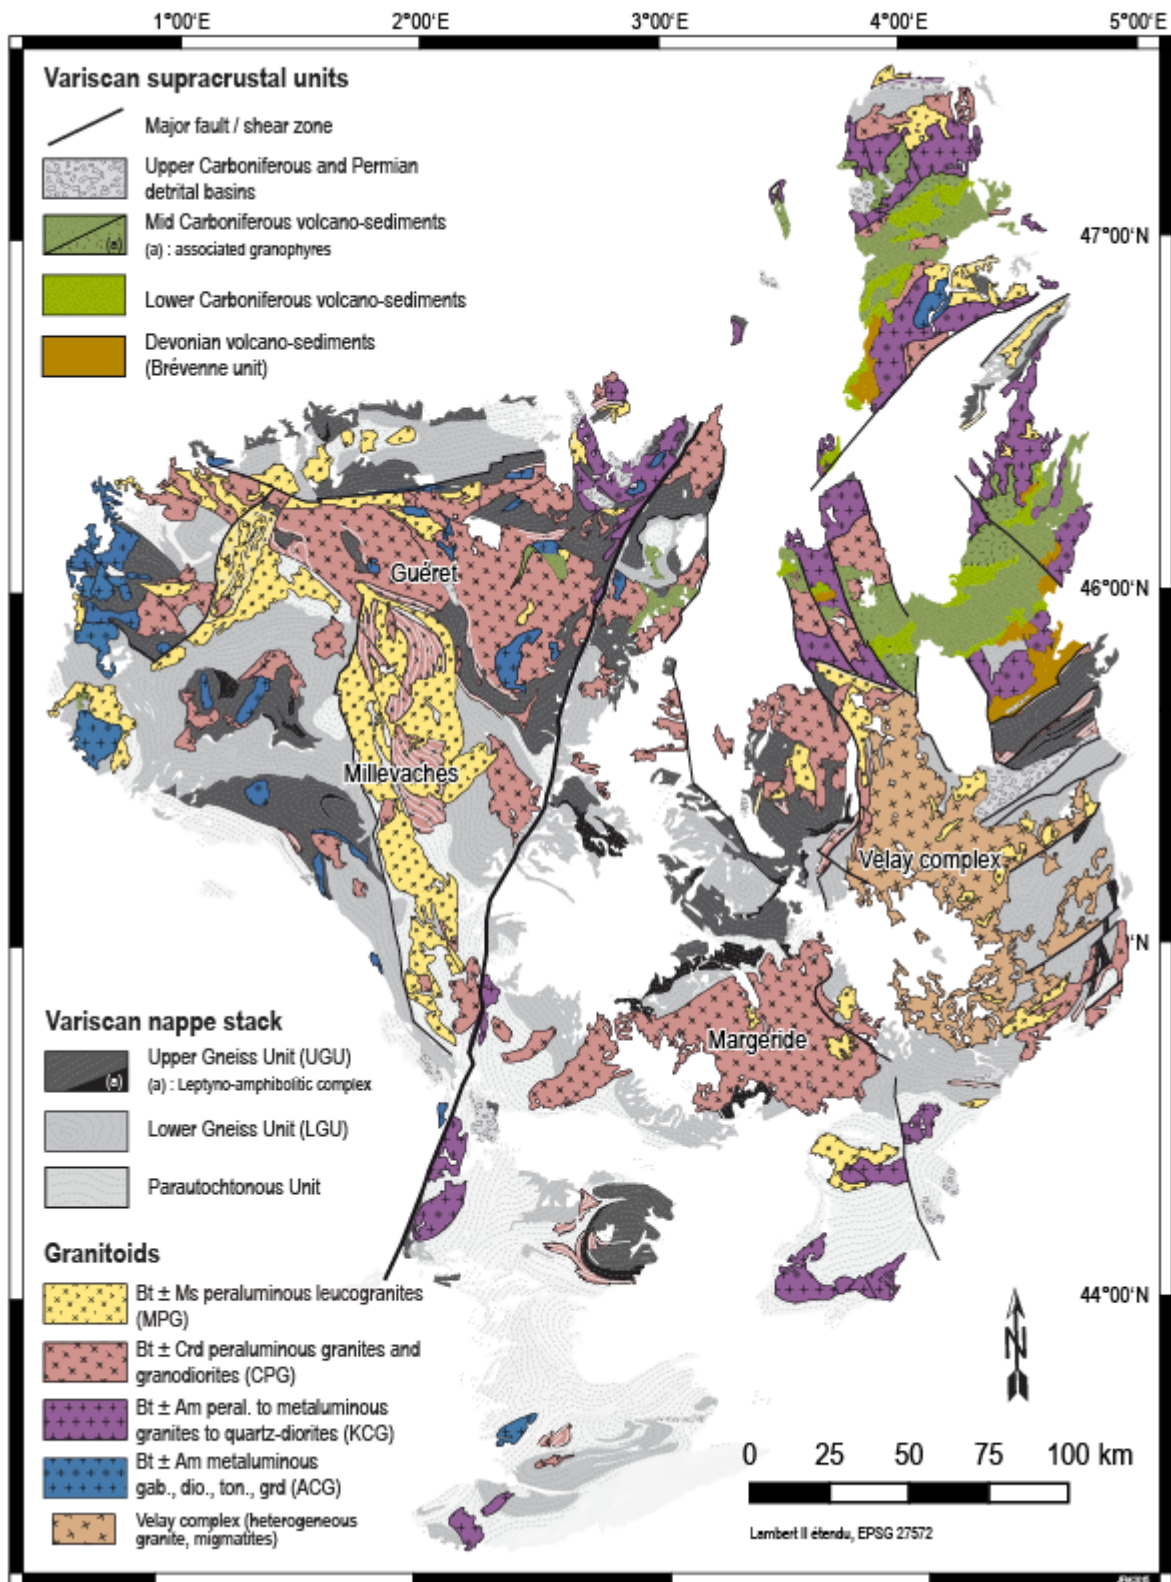 1°00'E 2°00'E 3°00'E 4°00'E 5°00'E
Variscan supracrustal units
Major fault / shear zone
Upper Carboniferous and Permian
detrital basins
Mid Carboniferous volcano-sediments
(a)
(a) : associated granophyres
47°00'N
Lower Carboniferous volcano-sediments
Devonian volcano-sediments
(Brévenne unit)
Guéret
46°00'N
Millevaches
Velay complex
'N
Variscan nappe stack
Margeride
Upper Gneiss Unit (UGU)
(a)
(a) : Leptyno-amphibolitic complex
Lower Gneiss Unit (LGU)
Parautochtonous Unit
Granitoids
44°00'N
Bt ± Ms peraluminous leucogranites
(MPG)
N
Bt ± Crd peraluminous granites and
granodiorites (CPG)
Bt ± Am peral. to metaluminous
granites to quartz-diorites (KCG)
0 25 50 75 100 km
Bt ± Am metaluminous
gab., dio., ton., grd (ACG)
Velay complex (heterogeneous
granite, migmatites)
Lambert II étendu, EPSG 27572